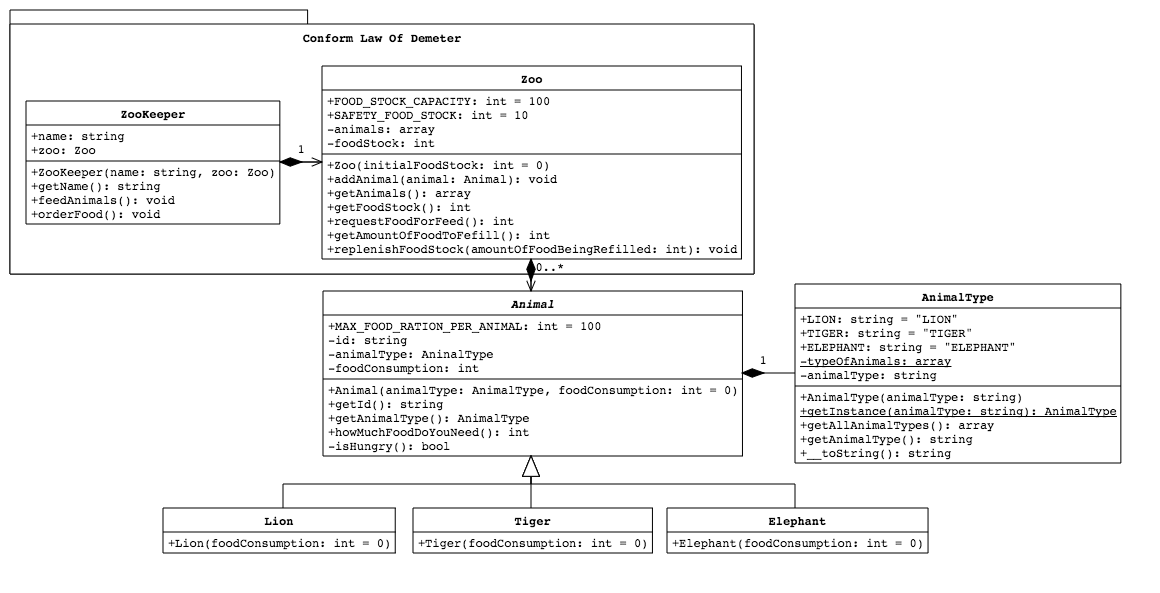 Conform Law Of Demeter
ZooKeeper
+name: string
+zoo: Zoo
+ZooKeeper(name: string, zoo: Zoo)
+getName(): string
+feedAnimals(): void
+orderFood(): void
1
Zoo
+FOOD_STOCK_CAPACITY: int = 100
+SAFETY_FOOD_STOCK: int = 10
-animals: array
-foodStock: int
+Zoo(initialFoodStock: int = 0)
+addAnimal(animal: Animal): void
+getAnimals(): array
+getFoodStock(): int
+requestFoodForFeed(): int
+getAmountOfFoodToFefill(): int
+replenishFoodStock(amountOfFoodBeingRefilled: int): void
0..*
Animal
+MAX_FOOD_RATION_PER_ANIMAL: int = 100
-id: string
-animalType: AninalType
-foodConsumption: int
+Animal(animalType: AnimalType, foodConsumption: int = 0)
+getId(): string
+getAnimalType(): AnimalType
+howMuchFoodDoYouNeed(): int
-isHungry(): bool
1
AnimalType
+LION: string = "LION"
+TIGER: string = "TIGER"
+ELEPHANT: string = "ELEPHANT"
-typeOfAnimals: array
-animalType: string
+AnimalType(animalType: string)
+getInstance(animalType: string): AnimalType
+getAllAnimalTypes(): array
+getAnimalType(): string
+__toString(): string
Lion
+Lion(foodConsumption: int = 0)
Tiger
+Tiger(foodConsumption: int = 0)
Elephant
+Elephant(foodConsumption: int = 0)